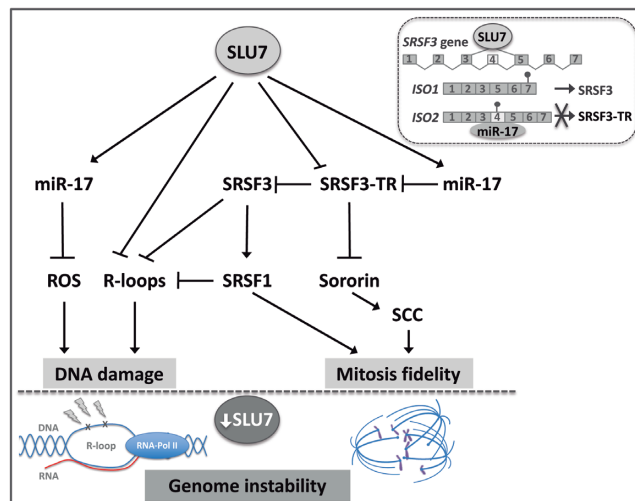 SLU7
SRSF3 gene
SLU7
1 2 3 4 5 6 7
ISO1 1 2 3 5 6 7 SRSF3
ISO2 1 2 3 4 5 6 7 SRSF3-TR
miR-17
miR-17 SRSF3 SRSF3-TR miR-17
ROS R-loops SRSF1 Sororin
SCC
DNA damage Mitosis fidelity
↓SLU7
DNA
R-loop RNA-Pol II
RNA
Genome instability